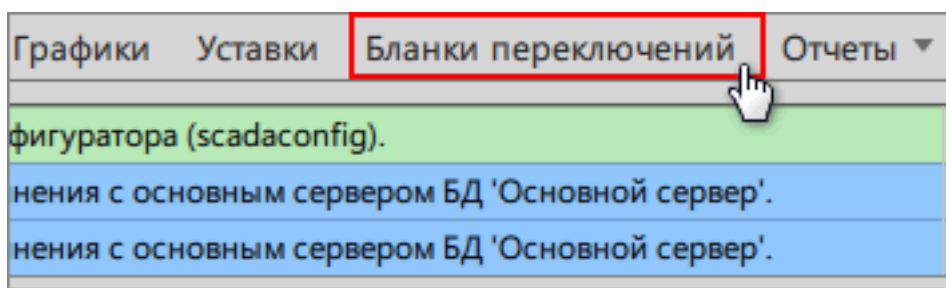 Графики Уставки Бланки переключений Отчеты
фигуратора (scadaconfig).
нения с основным сервером БД 'Основной сервер'.
нения с основным сервером БД 'Основной сервер'.